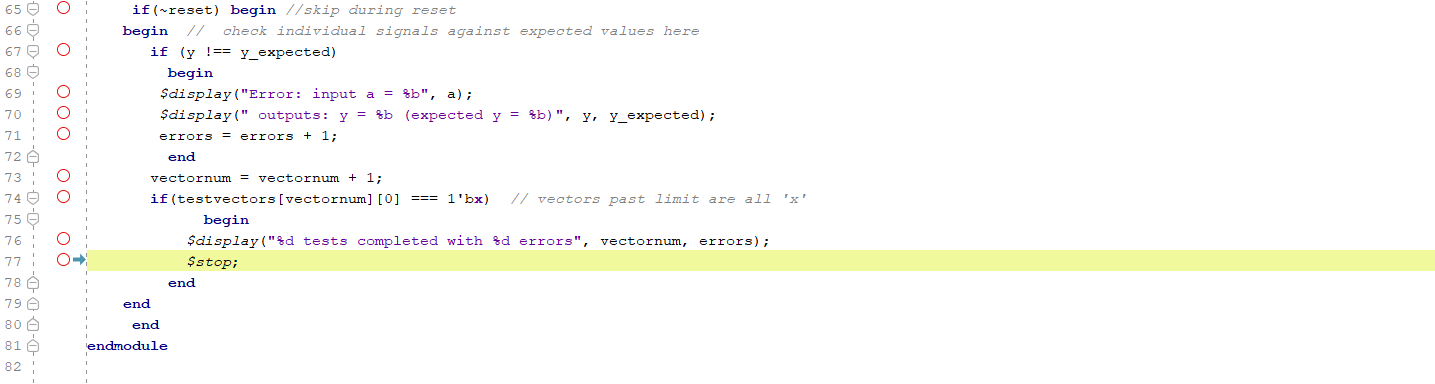 65 if(~reset) begin //skip during reset
66 begin // check individual signals against expected values here
67 if (y !== y_expected)
68 begin
69 $display("Error: input a = %b", a);
70 $display(" outputs: y = %b (expected y = %b)", y, y_expected);
71 errors = errors + 1;
72 end
73 vectornum = vectornum + 1;
74 if(testvectors[vectornum][0] === 1'bx) // vectors past limit are all 'x'
75 begin
76 $display("%d tests completed with %d errors", vectornum, errors);
77 $stop;
78 end
79 end
80 end
81 endmodule
82